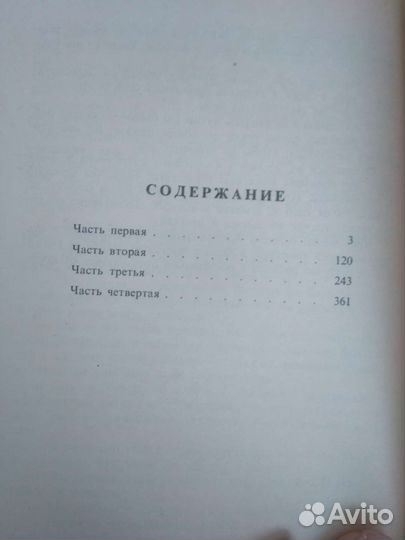 СОДЕРЖАНИЕ
Часть первая . . . . . . . . . . 3
Часть вторая . . . . . . . . . . 120
Часть третья . . . . . . . . . . 243
Часть четвертая . . . . . . . . . 361
Avito